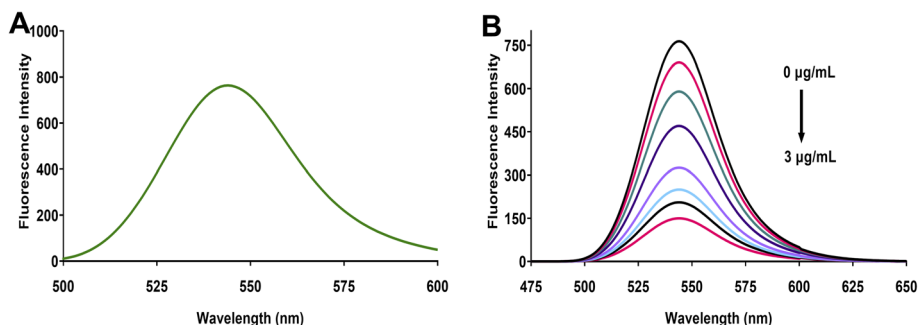 A
Fluorescence Intensity
1000
800
600
400
200
0
500 525 550 575 600
Wavelength (nm)
B
Fluorescence Intensity
750
600
450
300
150
0
475 500 525 550 575 600 625 650
Wavelength (nm)
0 µg/mL
3 µg/mL